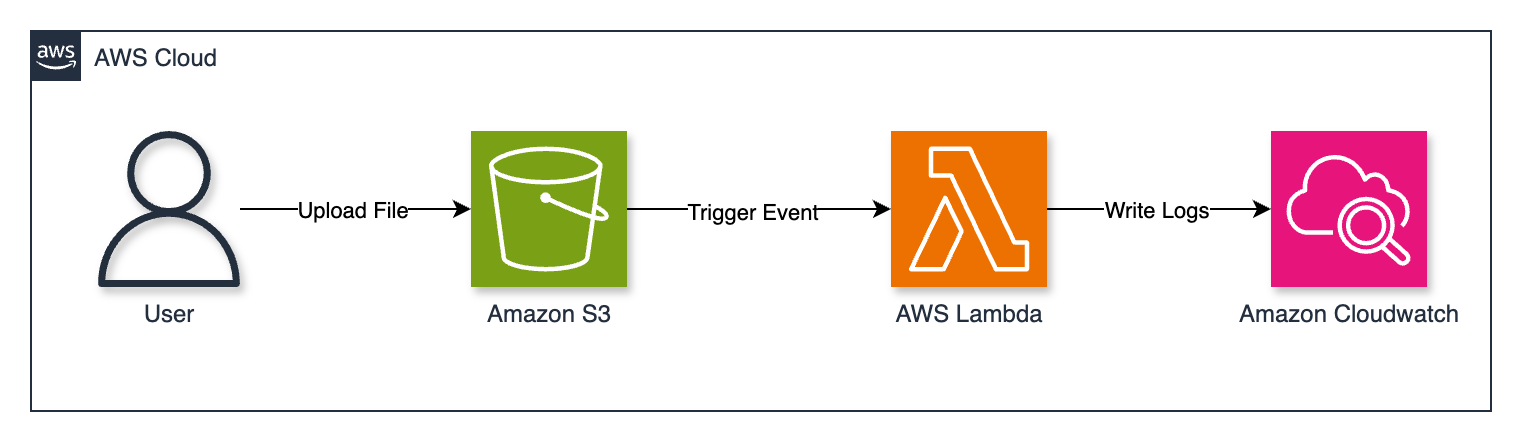 aws
AWS Cloud
Upload File
Trigger Event
Write Logs
User
Amazon S3
AWS Lambda
Amazon Cloudwatch